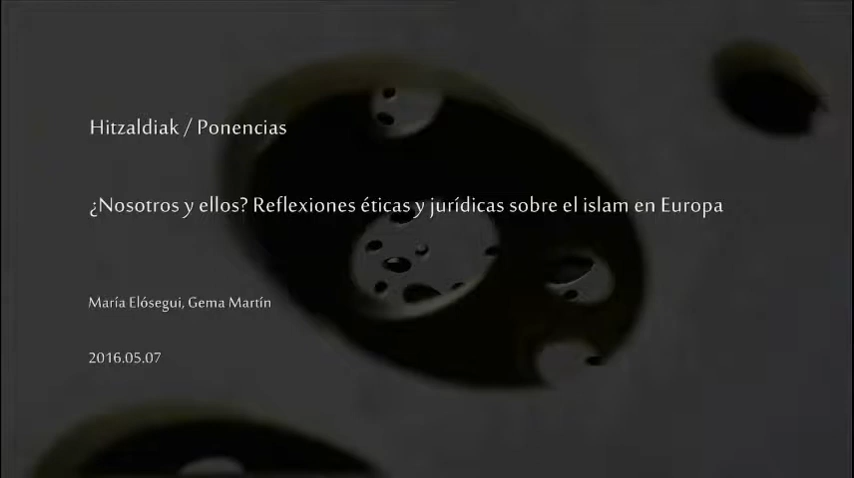 Hitzaldiak / Ponencias
¿Nosotros y ellos? Reflexiones éticas y jurídicas sobre el islam en Europa
María Elósegui, Gema Martín
2016.05.07